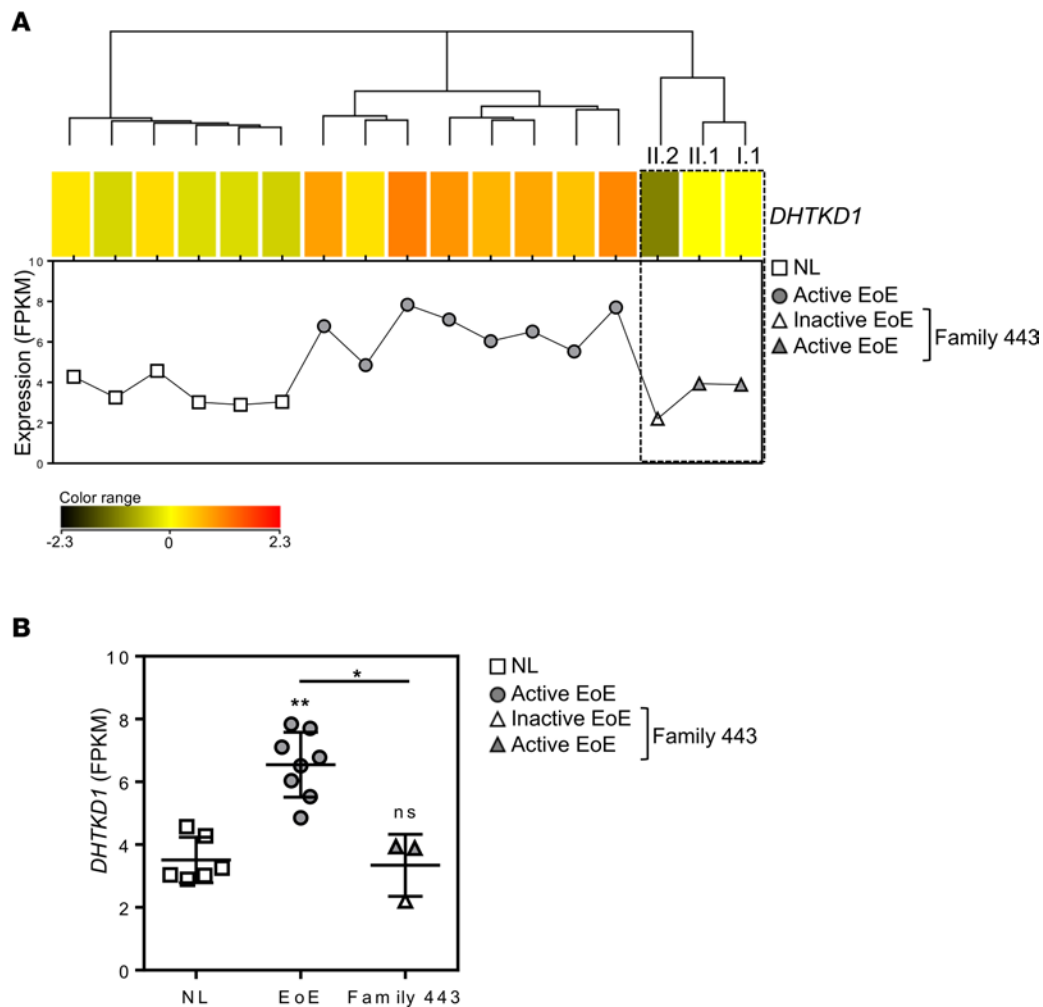 A
II.2 II.1 I.1
DHTKD1
Expression (FPKM)
10
8
6
4
2
0
NL
Active EoE
Inactive EoE
Active EoE
Family 443
Color range
-2.3 0 2.3
B
DHTKD1 (FPKM)
10
8
6
4
2
0
**
*
ns
NL EoE Family 443
NL
Active EoE
Inactive EoE
Active EoE
Family 443